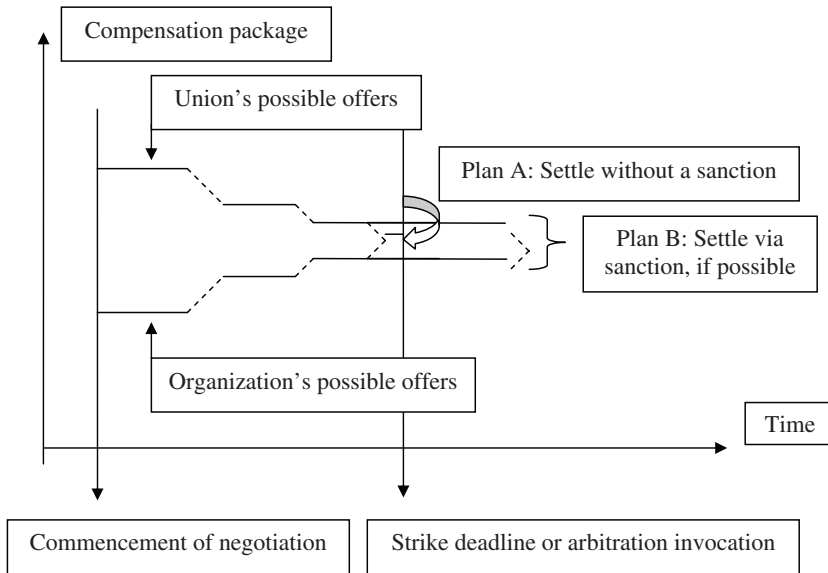 Compensation package
Union’s possible offers
Plan A: Settle without a sanction
Plan B: Settle via
sanction, if possible
Organization’s possible offers
Time
Commencement of negotiation
Strike deadline or arbitration invocation